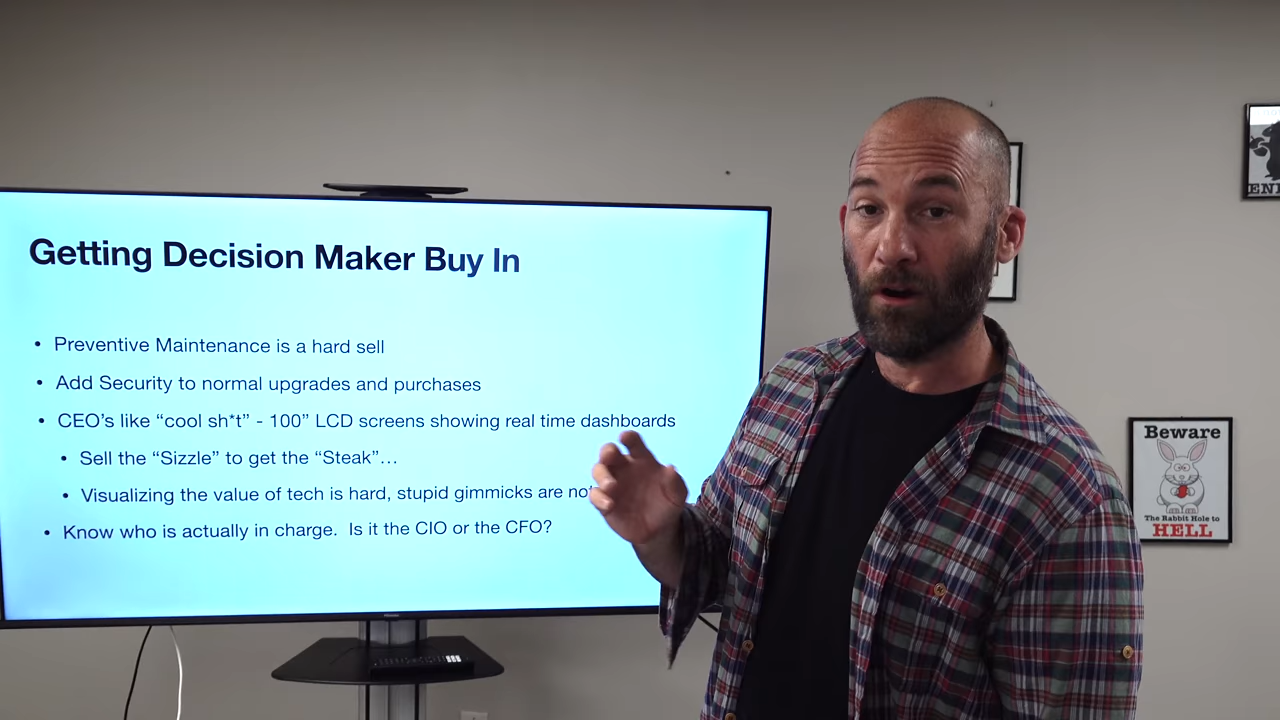 Getting Decision Maker Buy In
• Preventive Maintenance is a hard sell
• Add Security to normal upgrades and purchases
• CEO's like “cool sh*t” - 100” LCD screens showing real time dashboards
• Sell the “Sizzle” to get the “Steak”...
• Visualizing the value of tech is hard, stupid gimmicks are not
• Know who is actually in charge. Is it the CIO or the CFO?
Beware
The Rabbit Hole to
HELL